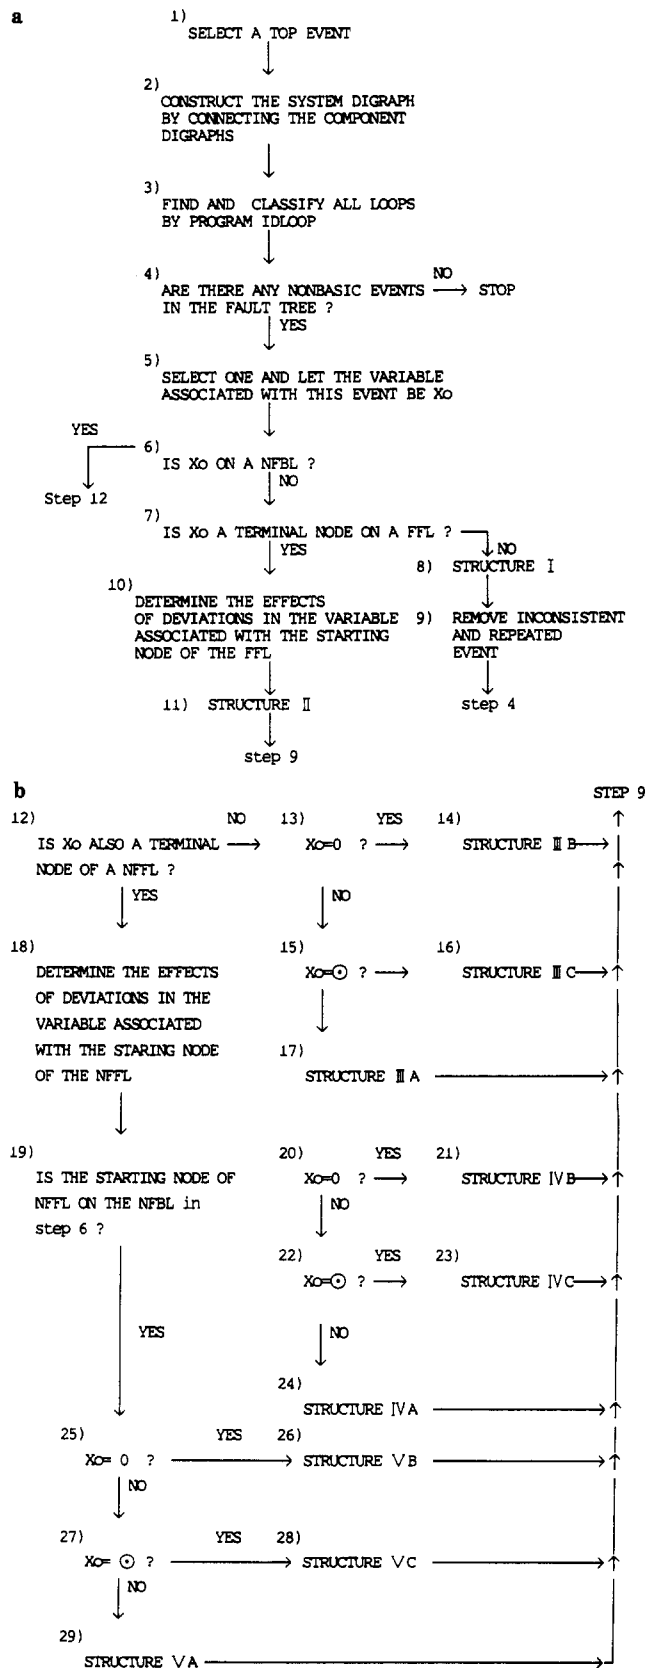 a
1)
SELECT A TOP EVENT
2)
CONSTRUCT THE SYSTEM DIGRAPH
BY CONNECTING THE COMPONENT
DIGRAPHS
3)
FIND AND CLASSIFY ALL LOOPS
BY PROGRAM IDLOOP
4)
ARE THERE ANY NONBASIC EVENTS
IN THE FAULT TREE ?
NO
STOP
YES
5)
SELECT ONE AND LET THE VARIABLE
ASSOCIATED WITH THIS EVENT BE Xo
YES
6)
IS Xo ON A NFBL ?
Step 12
NO
7)
IS Xo A TERMINAL NODE ON A FFL ?
YES
NO
8) STRUCTURE I
10)
DETERMINE THE EFFECTS
OF DEVIATIONS IN THE VARIABLE
ASSOCIATED WITH THE STARTING
NODE OF THE FFL
9) REMOVE INCONSISTENT
AND REPEATED
EVENT
11) STRUCTURE II
step 4
step 9
b
STEP 9
12)
IS Xo ALSO A TERMINAL
NODE OF A NFFL ?
NO
13)
Xo=0 ?
YES
14)
STRUCTURE III B
YES
NO
18)
DETERMINE THE EFFECTS
OF DEVIATIONS IN THE
VARIABLE ASSOCIATED
WITH THE STARING NODE
OF THE NFFL
15)
Xo=⊙ ?
16)
STRUCTURE III C
17)
STRUCTURE III A
19)
IS THE STARTING NODE OF
NFFL ON THE NFBL in
step 6 ?
20)
Xo=0 ?
YES
21)
STRUCTURE IV B
NO
22)
Xo=⊙ ?
YES
23)
STRUCTURE IV C
YES
NO
24)
STRUCTURE IV A
25)
Xo= 0 ?
YES
26)
STRUCTURE V B
NO
27)
Xo= ⊙ ?
YES
28)
STRUCTURE V C
NO
29)
STRUCTURE V A